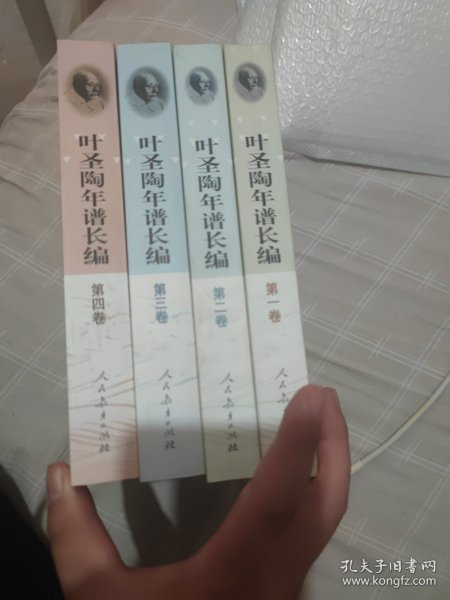 叶圣陶年谱长编
第四卷
人民教育出版社
叶圣陶年谱长编
第三卷
人民教育出版社
叶圣陶年谱长编
第二卷
人民教育出版社
叶圣陶年谱长编
第一卷
人民教
孔夫子旧书网
www.kongfz.com